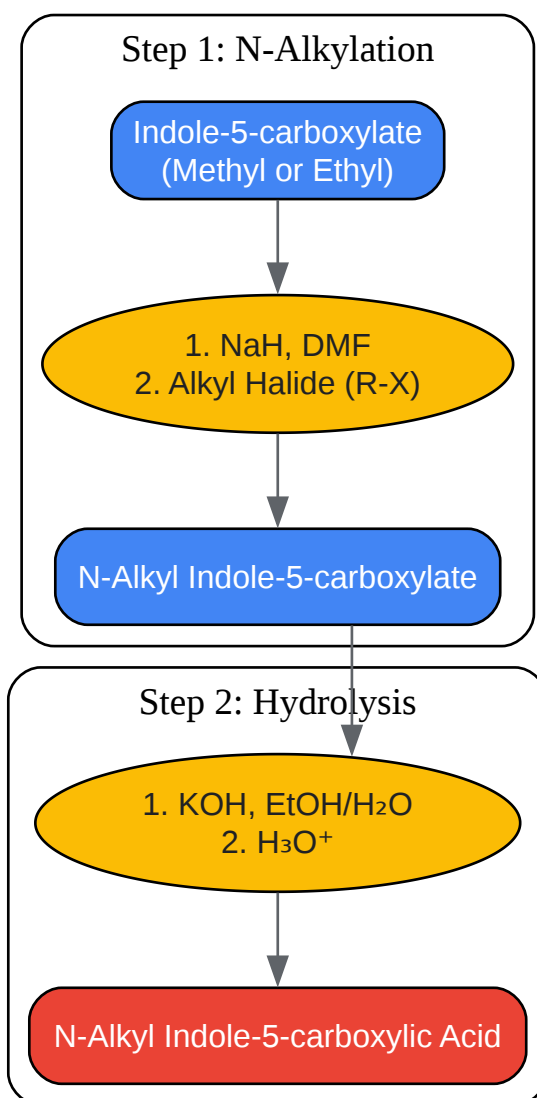 Step 1: N-Alkylation
Indole-5-carboxylate
(Methyl or Ethyl)
1. NaH, DMF
2. Alkyl Halide (R-X)
N-Alkyl Indole-5-carboxylate
Step 2: Hydrolysis
1. KOH, EtOH/H₂O
2. H₃O⁺
N-Alkyl Indole-5-carboxylic Acid